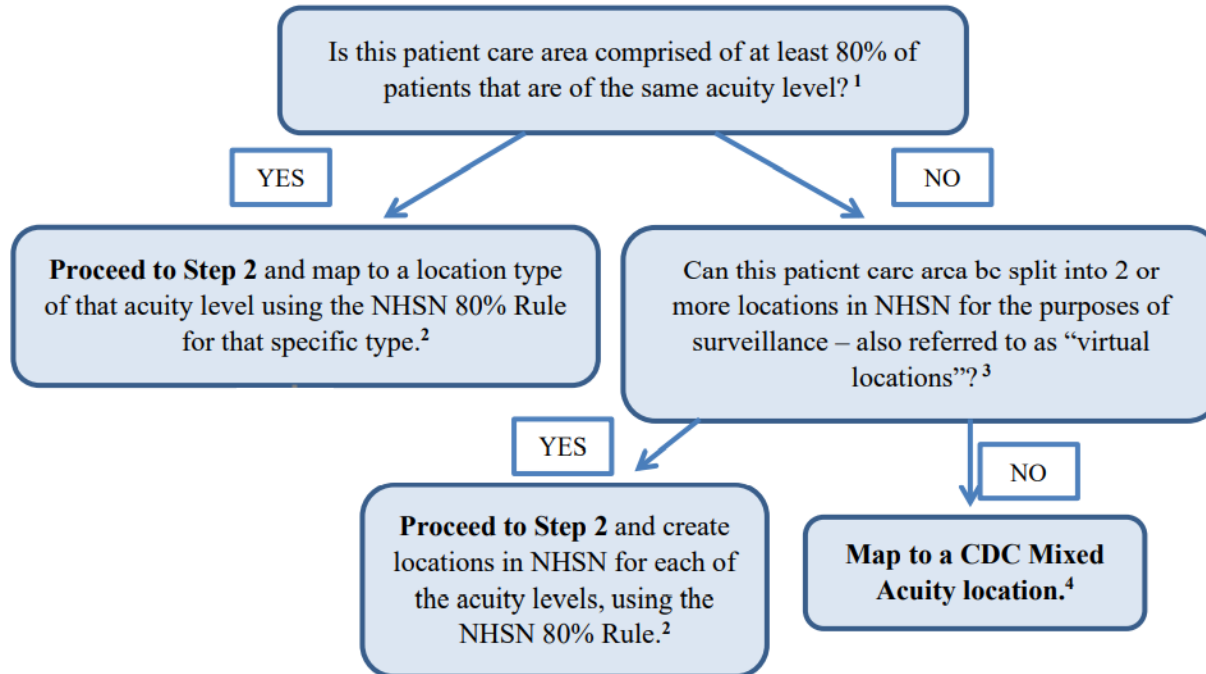 Is this patient care area comprised of at least 80% of
patients that are of the same acuity level? 1
YES
NO
Proceed to Step 2 and map to a location type
of that acuity level using the NHSN 80% Rule
for that specific type.2
Can this patient care area be split into 2 or
more locations in NHSN for the purposes of
surveillance – also referred to as “virtual
locations”? 3
YES
NO
Proceed to Step 2 and create
locations in NHSN for each of
the acuity levels, using the
NHSN 80% Rule.2
Map to a CDC Mixed
Acuity location.4